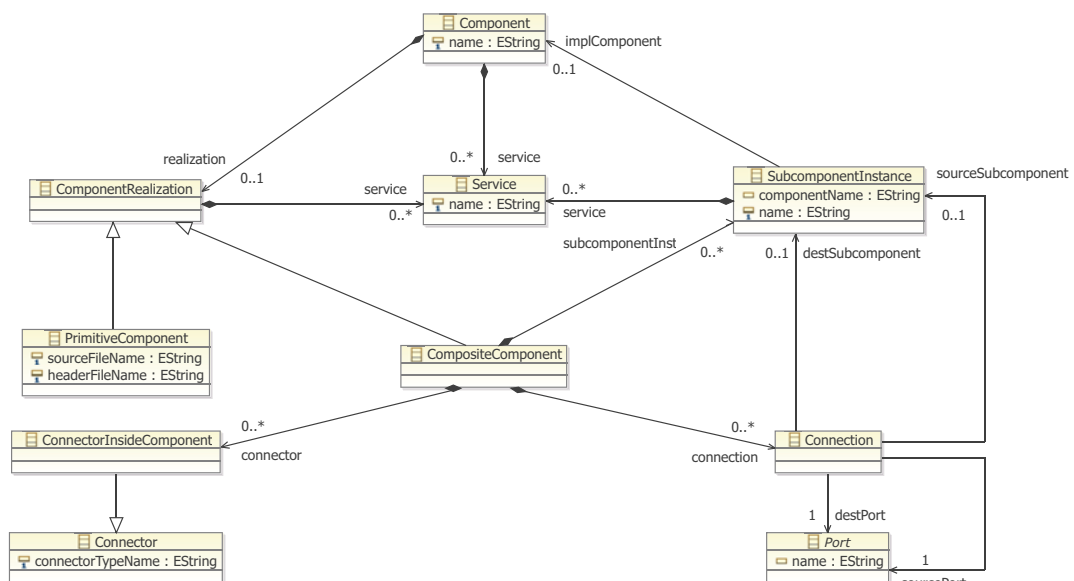 Component
name : EString
implComponent
0..1
realization
0..1
0..*
service
ComponentRealization
service
0..*
Service
name : EString
0..*
service
SubcomponentInstance
componentName : EString
name : EString
sourceSubcomponent
0..1
subcomponentInst
0..*
0..1
destSubcomponent
PrimitiveComponent
sourceFileName : EString
headerFileName : EString
CompositeComponent
0..*
connector
0..*
connection
ConnectorInsideComponent
Connection
1
destPort
Connector
connectorTypeName : EString
Port
name : EString
1